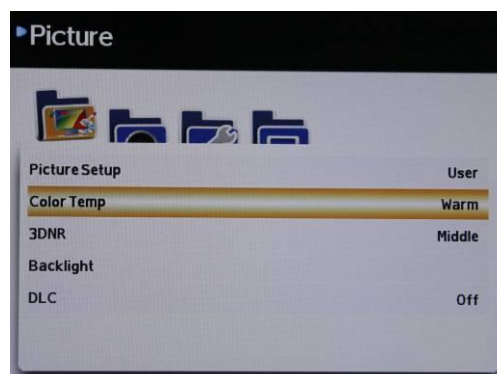 Picture
Picture Setup User
Color Temp Warm
3DNR Middle
Backlight
DLC Off